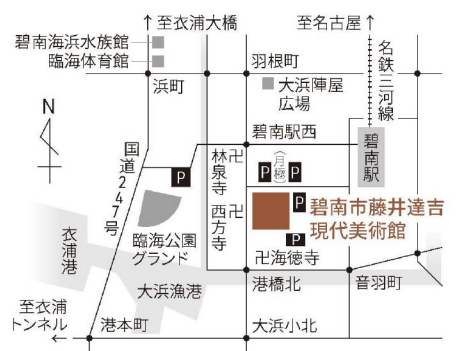 ↑至衣浦大橋
至名古屋↑
碧南海浜水族館
臨海体育館
浜町
羽根町
大浜陣屋
広場
名鉄三河線
N
碧南駅西
碧南駅
国道247号
P
林泉寺
卍
(月極)
P
P
西方寺
卍
P
碧南市藤井達吉
現代美術館
P
臨海公園
グランド
衣浦港
卍海徳寺
大浜漁港
港橋北
音羽町
至衣浦
トンネル
←
港本町
大浜小北